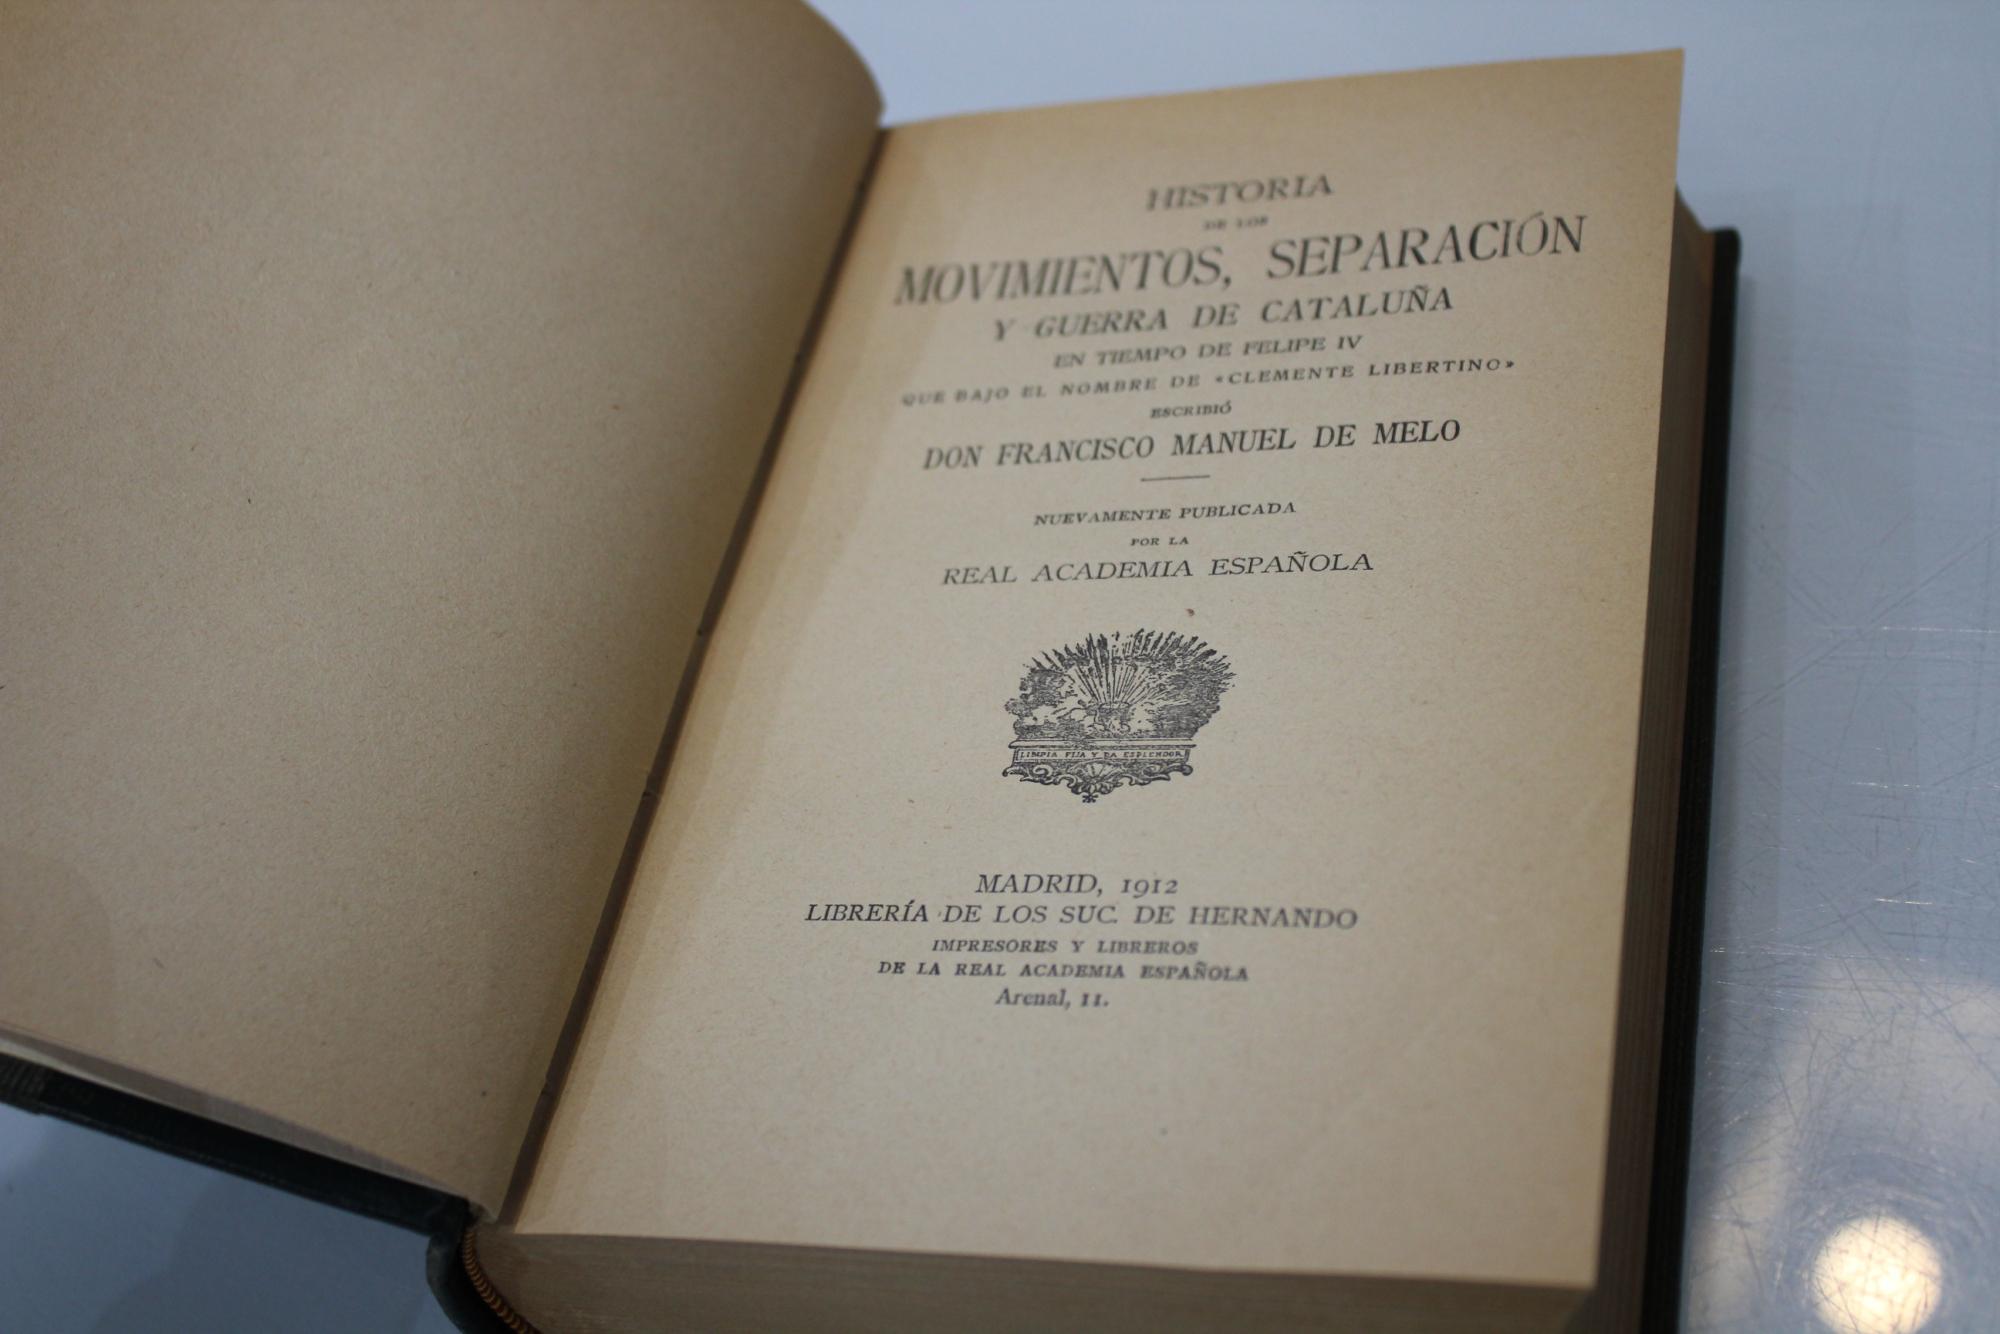 HISTORIA
DE LOS
MOVIMIENTOS, SEPARACIÓN
Y GUERRA DE CATALUÑA
EN TIEMPO DE FELIPE IV
QUE BAJO EL NOMBRE DE «CLEMENTE LIBERTINO»
ESCRIBIÓ
DON FRANCISCO MANUEL DE MELO
NUEVAMENTE PUBLICADA
POR LA
REAL ACADEMIA ESPAÑOLA
LIMPIA FIJA Y DA ESPLENDOR
MADRID, 1912
LIBRERÍA DE LOS SUC. DE HERNANDO
IMPRESORES Y LIBREROS
DE LA REAL ACADEMIA ESPAÑOLA
Arenal, 11.